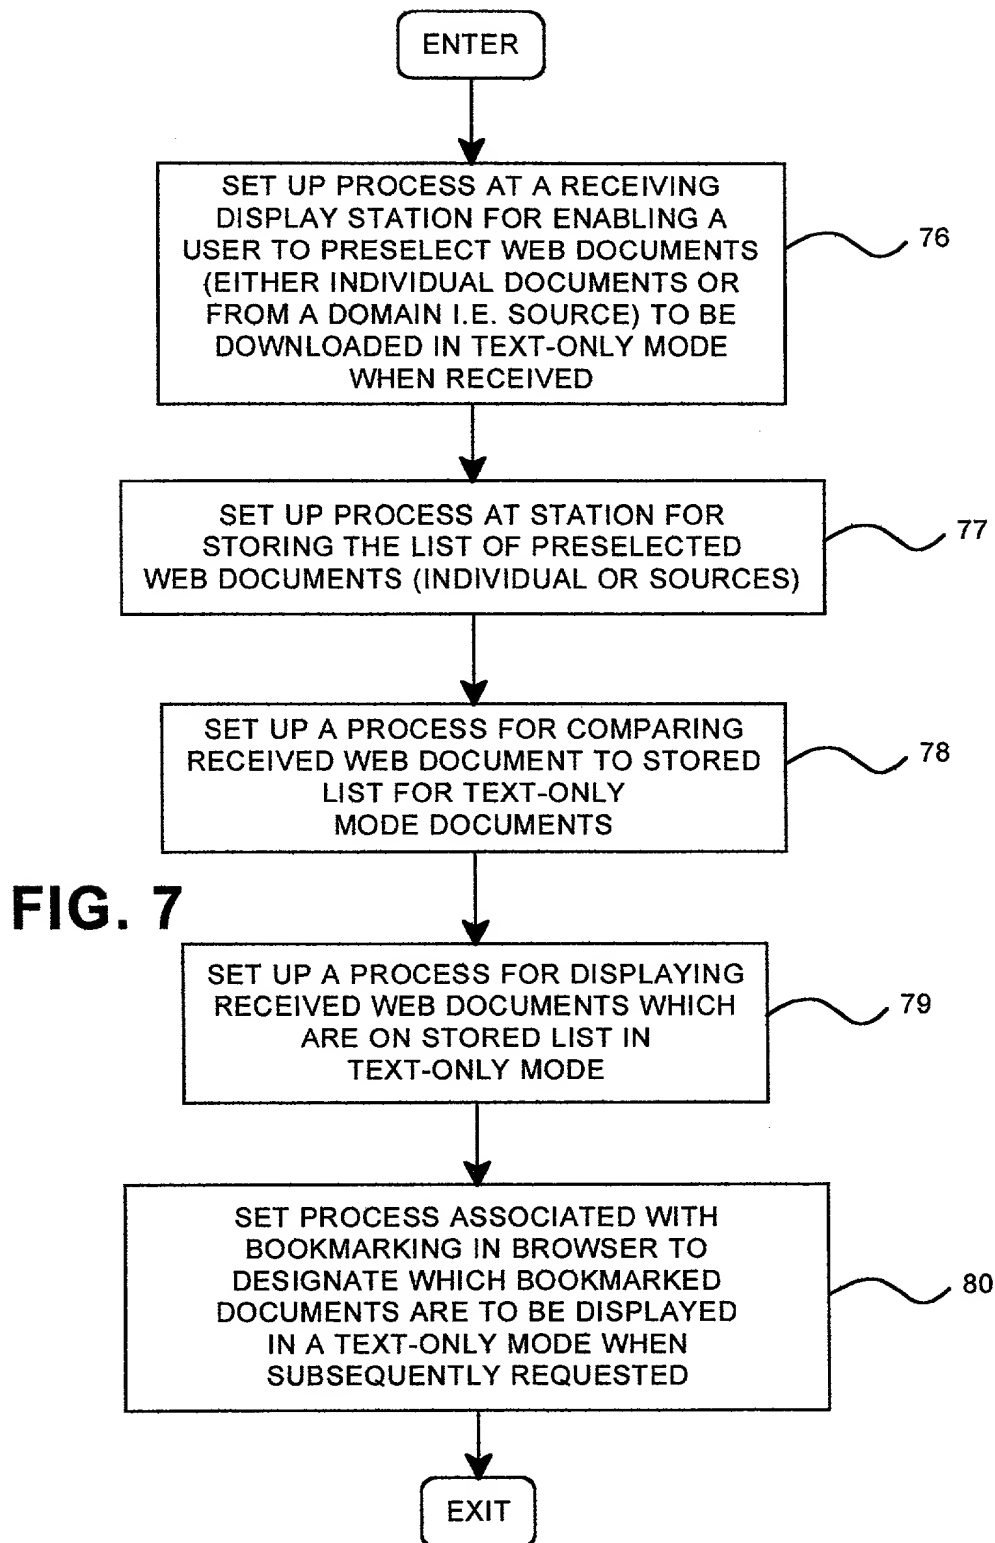 ENTER
SET UP PROCESS AT A RECEIVING
DISPLAY STATION FOR ENABLING A
USER TO PRESELECT WEB DOCUMENTS
(EITHER INDIVIDUAL DOCUMENTS OR
FROM A DOMAIN I.E. SOURCE) TO BE
DOWNLOADED IN TEXT-ONLY MODE
WHEN RECEIVED
76
SET UP PROCESS AT STATION FOR
STORING THE LIST OF PRESELECTED
WEB DOCUMENTS (INDIVIDUAL OR SOURCES)
77
SET UP A PROCESS FOR COMPARING
RECEIVED WEB DOCUMENT TO STORED
LIST FOR TEXT-ONLY
MODE DOCUMENTS
78
FIG. 7
SET UP A PROCESS FOR DISPLAYING
RECEIVED WEB DOCUMENTS WHICH
ARE ON STORED LIST IN
TEXT-ONLY MODE
79
SET PROCESS ASSOCIATED WITH
BOOKMARKING IN BROWSER TO
DESIGNATE WHICH BOOKMARKED
DOCUMENTS ARE TO BE DISPLAYED
IN A TEXT-ONLY MODE WHEN
SUBSEQUENTLY REQUESTED
80
EXIT